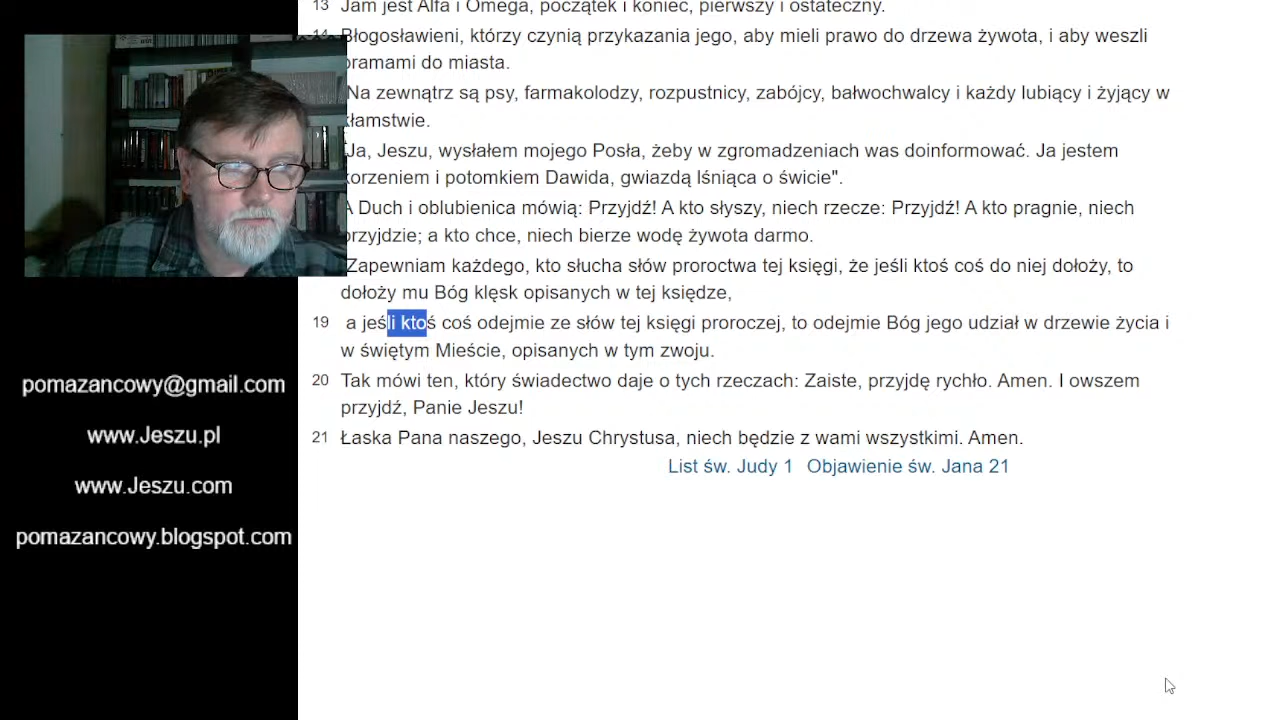 13 Jam jest Alfa i Omega, początek i koniec, pierwszy i ostateczny.
14 Błogosławieni, którzy czynią przykazania jego, aby mieli prawo do drzewa żywota, i aby weszli
bramami do miasta.
Na zewnątrz są psy, farmakolodzy, rozpustnicy, zabójcy, bałwochwalcy i każdy lubiący i żyjący w
kłamstwie.
"Ja, Jeszu, wysłałem mojego Posła, żeby w zgromadzeniach was doinformować. Ja jestem
korzeniem i potomkiem Dawida, gwiazdą lśniąca o świcie".
A Duch i oblubienica mówią: Przyjdź! A kto słyszy, niech rzecze: Przyjdź! A kto pragnie, niech
przyjdzie; a kto chce, niech bierze wodę żywota darmo.
Zapewniam każdego, kto słucha słów proroctwa tej księgi, że jeśli ktoś coś do niej dołoży, to
dołoży mu Bóg klęsk opisanych w tej księdze,
19 a jeśli ktoś coś odejmie ze słów tej księgi proroczej, to odejmie Bóg jego udział w drzewie życia i
w świętym Mieście, opisanych w tym zwoju.
20 Tak mówi ten, który świadectwo daje o tych rzeczach: Zaiste, przyjdę rychło. Amen. I owszem
przyjdź, Panie Jeszu!
21 Łaska Pana naszego, Jeszu Chrystusa, niech będzie z wami wszystkimi. Amen.
List św. Judy 1 Objawienie św. Jana 21
pomazancowy@gmail.com
www.Jeszu.pl
www.Jeszu.com
pomazancowy.blogspot.com